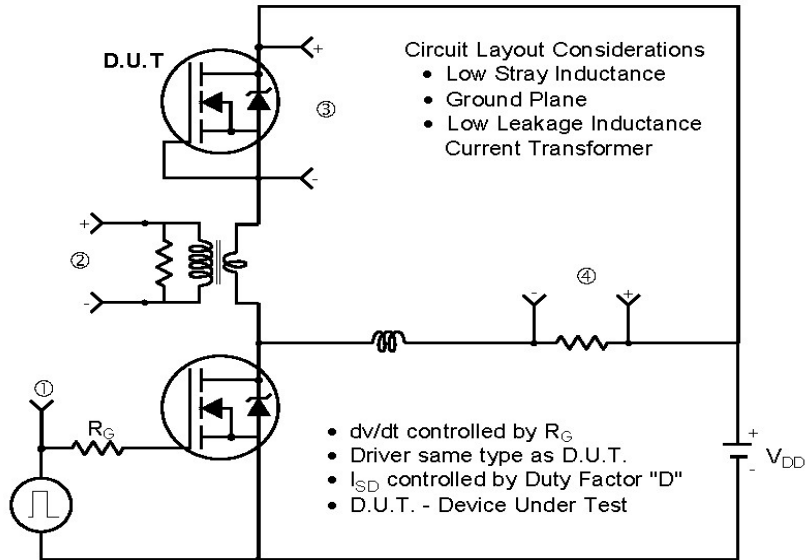 D.U.T
+
③
-
Circuit Layout Considerations
• Low Stray Inductance
• Ground Plane
• Low Leakage Inductance
Current Transformer
+
②
-
④
-
+
①
R_G
• dv/dt controlled by R_G
• Driver same type as D.U.T.
• I_SD controlled by Duty Factor "D"
• D.U.T. - Device Under Test
+
V_DD
-